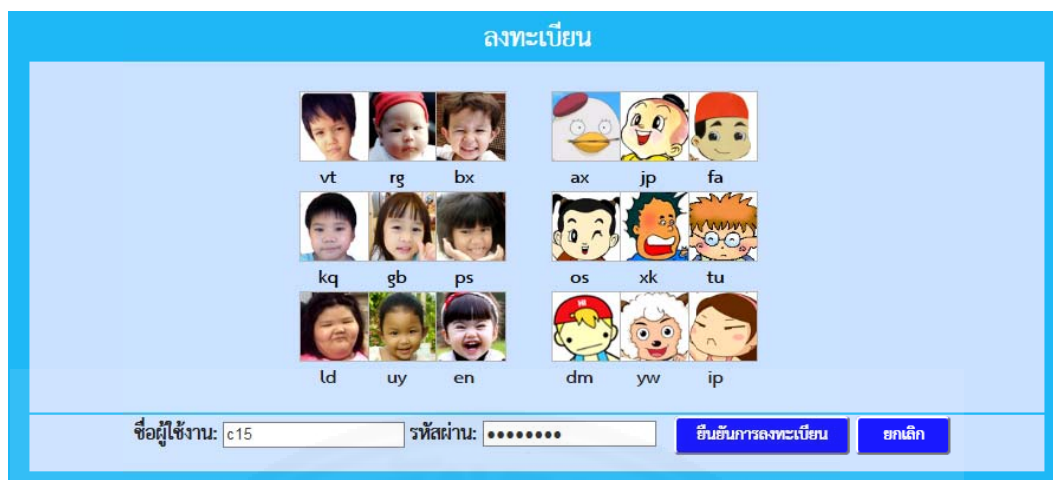 ลงทะเบียน
vt rg bx ax jp fa
kq gb ps os xk tu
ld uy en dm yw ip
ชื่อผู้ใช้งาน: c15 รหัสผ่าน: •••••••• ยืนยันการลงทะเบียน ยกเลิก